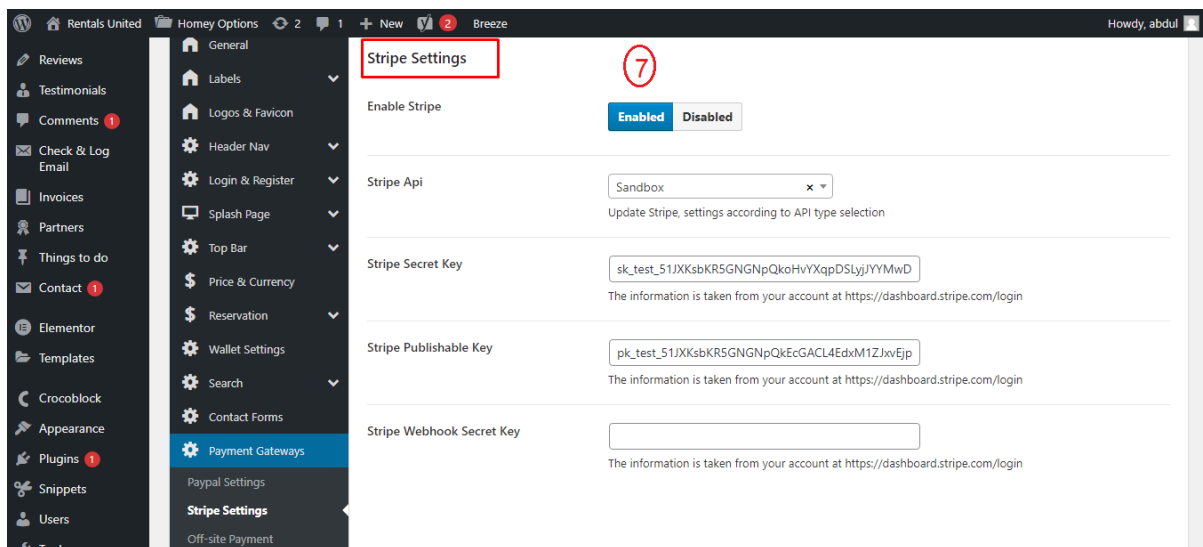 Rentals United Homey Options 2 1 New 2 Breeze Howdy, abdul
Reviews
Testimonials
Comments 1
Check & Log
Email
Invoices
Partners
Things to do
Contact 1
Elementor
Templates
Crocoblock
Appearance
Plugins 1
Snippets
Users
General
Labels
Logos & Favicon
Header Nav
Login & Register
Splash Page
Top Bar
Price & Currency
Reservation
Wallet Settings
Search
Contact Forms
Payment Gateways
Paypal Settings
Stripe Settings
Off-site Payment
Stripe Settings
7
Enable Stripe
Enabled Disabled
Stripe Api
Sandbox
Update Stripe, settings according to API type selection
Stripe Secret Key
sk_test_51JXKsbKR5GNGNpQkoHvYXqpDSLyjJYYMwD
The information is taken from your account at https://dashboard.stripe.com/login
Stripe Publishable Key
pk_test_51JXKsbKR5GNGNpQkEcGACL4EdxM1ZJxvEjp
The information is taken from your account at https://dashboard.stripe.com/login
Stripe Webhook Secret Key
The information is taken from your account at https://dashboard.stripe.com/login